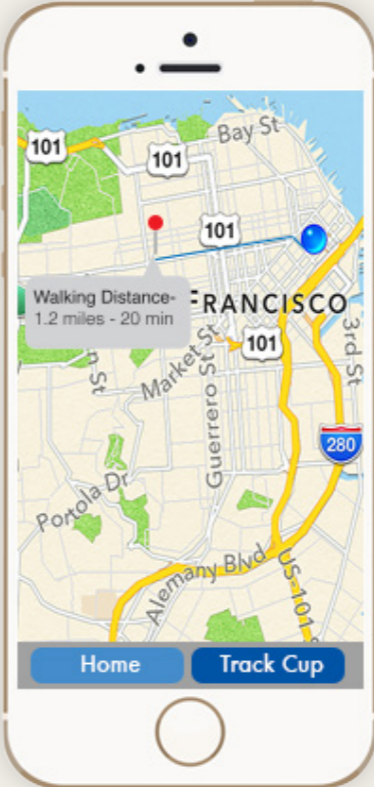 Bay St
101
101
101
Walking Distance-
1.2 miles - 20 min
FRANCISCO
101
3rd St
Market St
n St
Guerrero St
280
Portola Dr
Alemany Blvd
US-101 S
Home
Track Cup